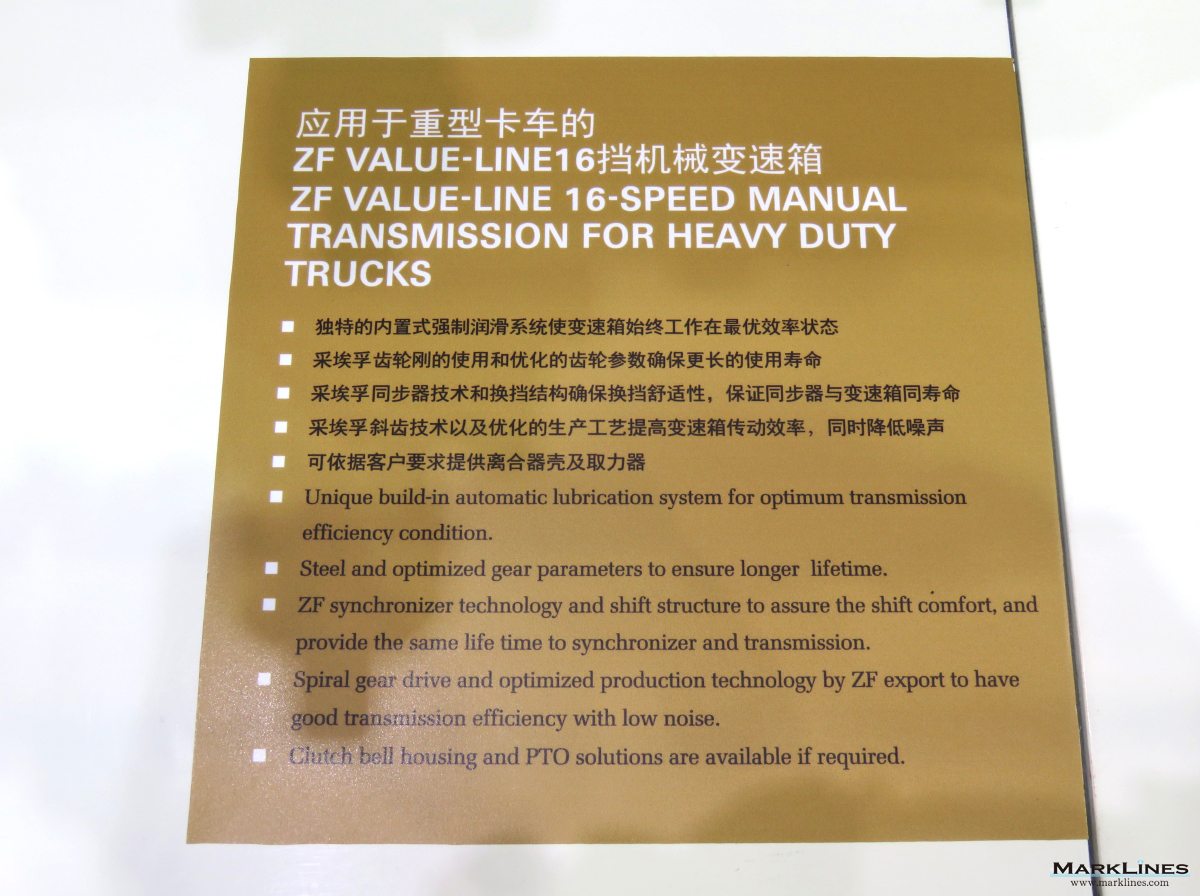 应用于重型卡车的
ZF VALUE-LINE16挡机械变速箱
ZF VALUE-LINE 16-SPEED MANUAL
TRANSMISSION FOR HEAVY DUTY
TRUCKS
独特的内置式强制润滑系统使变速箱始终工作在最优效率状态
采埃孚齿轮刚的使用和优化的齿轮参数确保更长的使用寿命
采埃孚同步器技术和换挡结构确保换挡舒适性，保证同步器与变速箱同寿命
采埃孚斜齿技术以及优化的生产工艺提高变速箱传动效率，同时降低噪声
可依据客户要求提供离合器壳及取力器
Unique build-in automatic lubrication system for optimum transmission
efficiency condition.
Steel and optimized gear parameters to ensure longer lifetime.
ZF synchronizer technology and shift structure to assure the shift comfort, and
provide the same life time to synchronizer and transmission.
Spiral gear drive and optimized production technology by ZF export to have
good transmission efficiency with low noise.
Clutch bell housing and PTO solutions are available if required.
MARKLINES
www.marklines.com